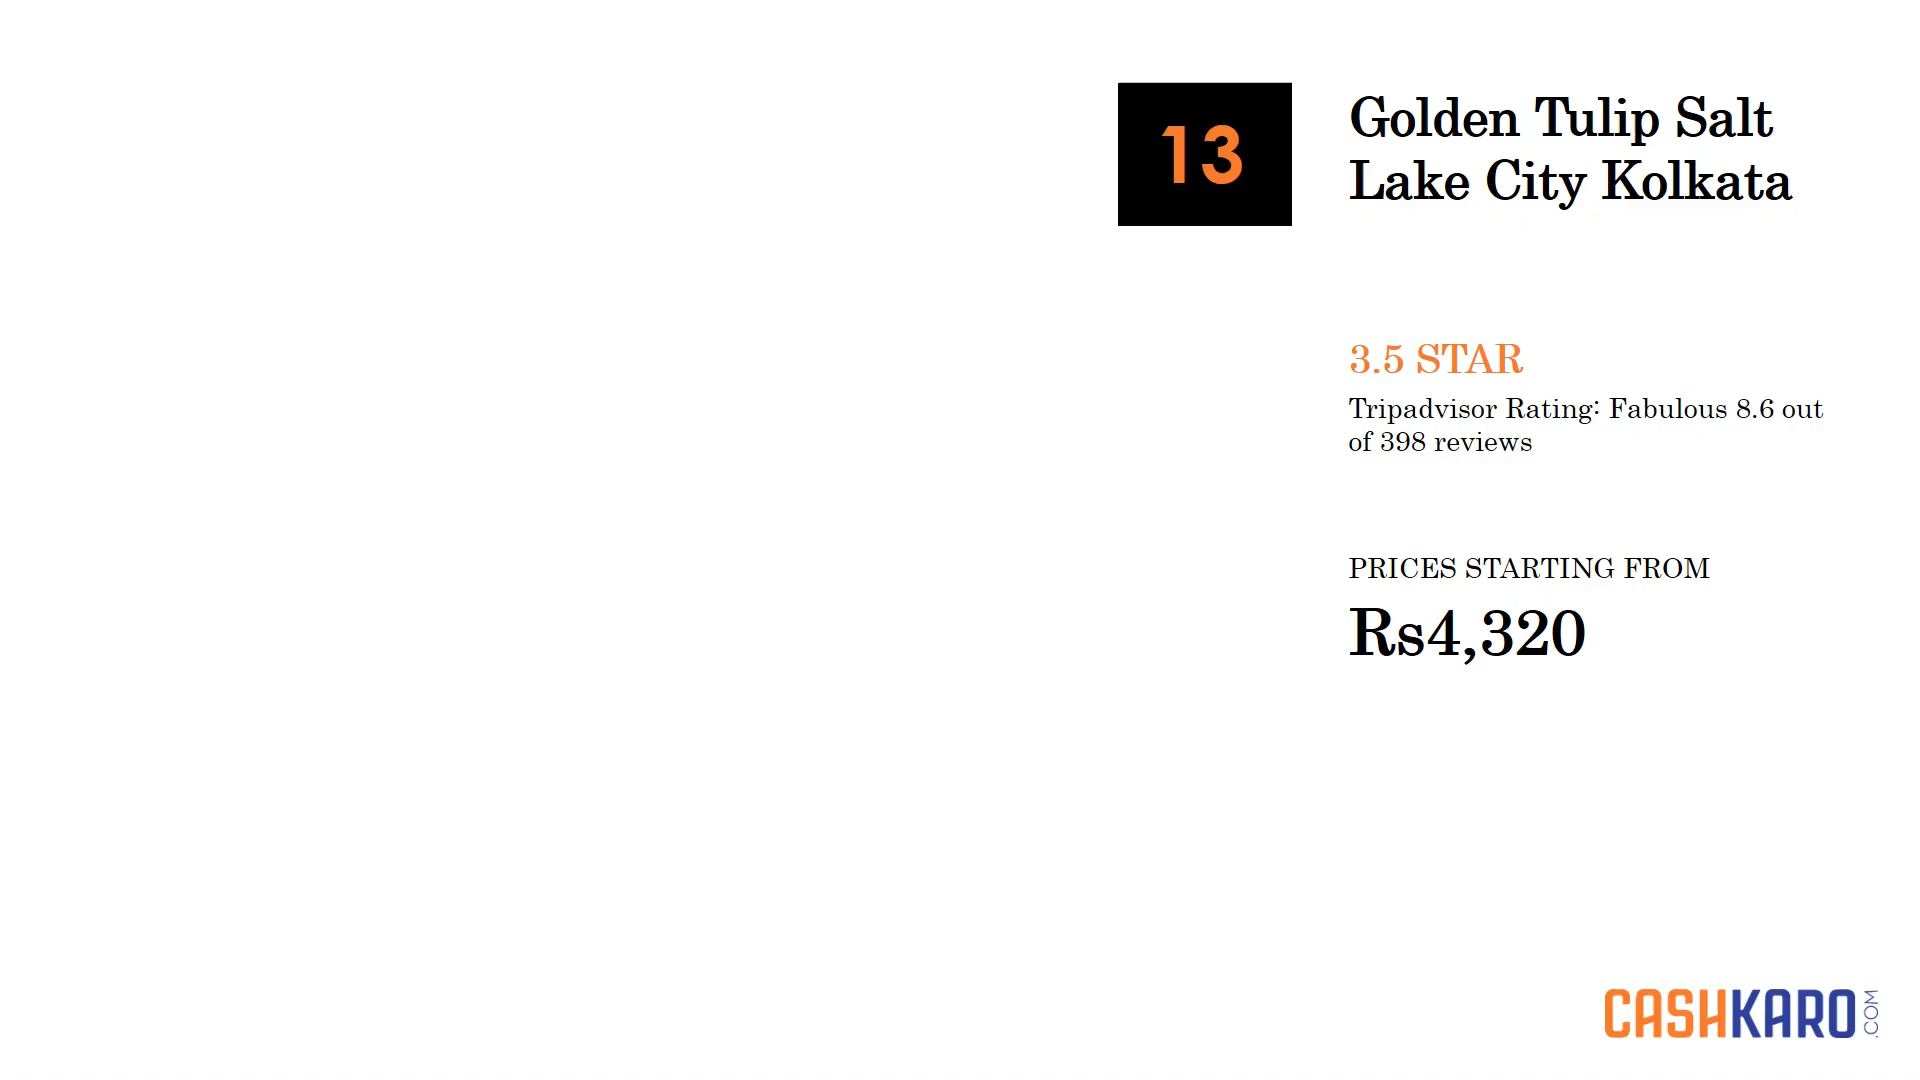 13
Golden Tulip Salt
Lake City Kolkata
3.5 STAR
Tripadvisor Rating: Fabulous 8.6 out
of 398 reviews
PRICES STARTING FROM
Rs4,320
CASHKARO.COM